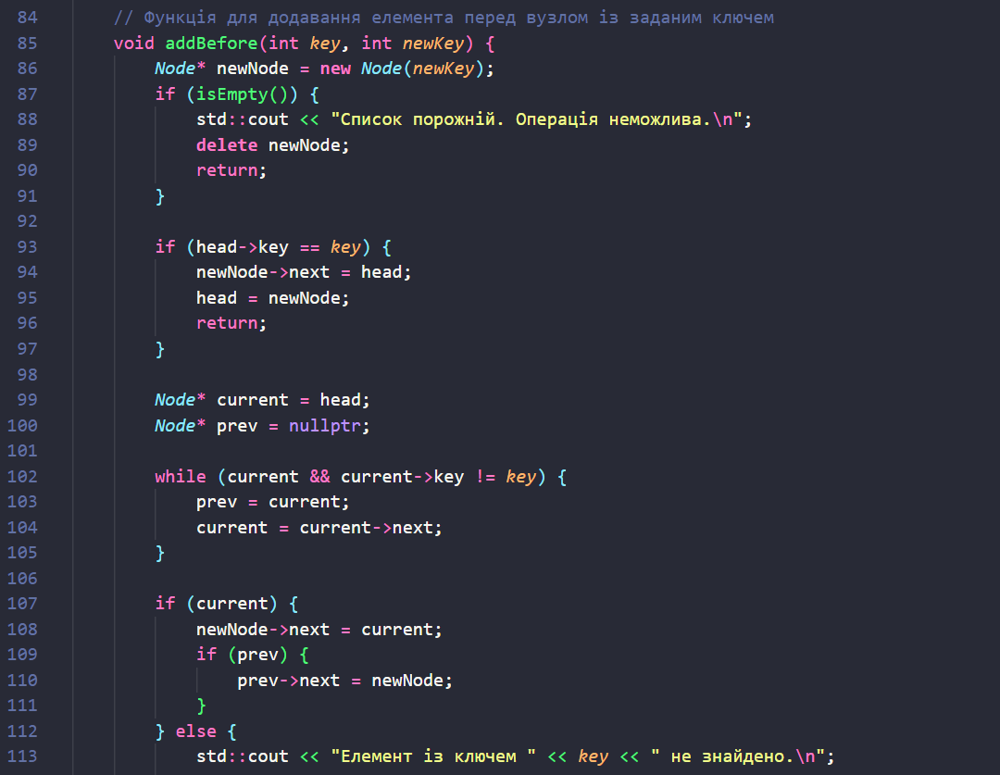 84 // Функція для додавання елемента перед вузлом із заданим ключем
85 void addBefore(int key, int newKey) {
86 Node* newNode = new Node(newKey);
87 if (isEmpty()) {
88 std::cout << "Список порожній. Операція неможлива.\n";
89 delete newNode;
90 return;
91 }
92
93 if (head->key == key) {
94 newNode->next = head;
95 head = newNode;
96 return;
97 }
98
99 Node* current = head;
100 Node* prev = nullptr;
101
102 while (current && current->key != key) {
103 prev = current;
104 current = current->next;
105 }
106
107 if (current) {
108 newNode->next = current;
109 if (prev) {
110 prev->next = newNode;
111 }
112 } else {
113 std::cout << "Елемент із ключем " << key << " не знайдено.\n";